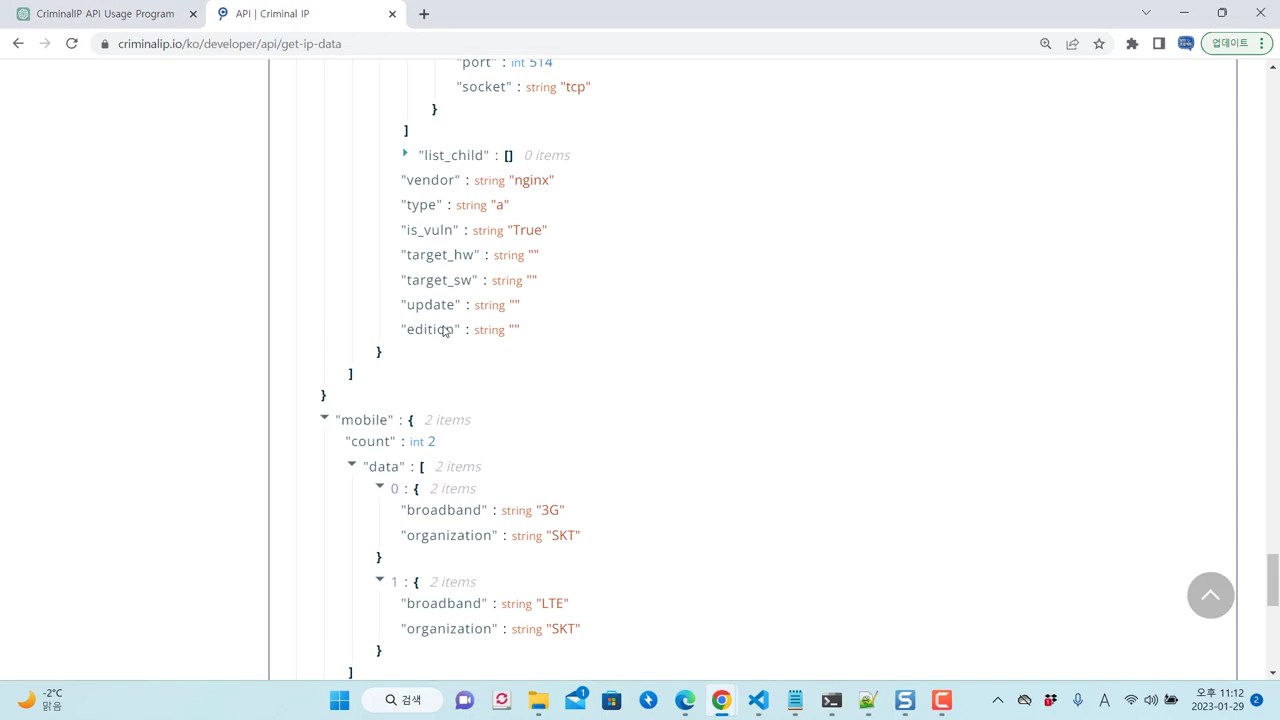 CriminalIP API Usage Program
API | Criminal IP
criminalip.io/ko/developer/api/get-ip-data
업데이트
"port" : int 514
"socket" : string "tcp"
}
]
"list_child" : [] 0 items
"vendor" : string "nginx"
"type" : string "a"
"is_vuln" : string "True"
"target_hw" : string ""
"target_sw" : string ""
"update" : string ""
"edition" : string ""
}
]
}
"mobile" : { 2 items
"count" : int 2
"data" : [ 2 items
0 : { 2 items
"broadband" : string "3G"
"organization" : string "SKT"
}
1 : { 2 items
"broadband" : string "LTE"
"organization" : string "SKT"
}
]
-2°C
맑음
검색
1
A
오후 11:12
2023-01-29
2